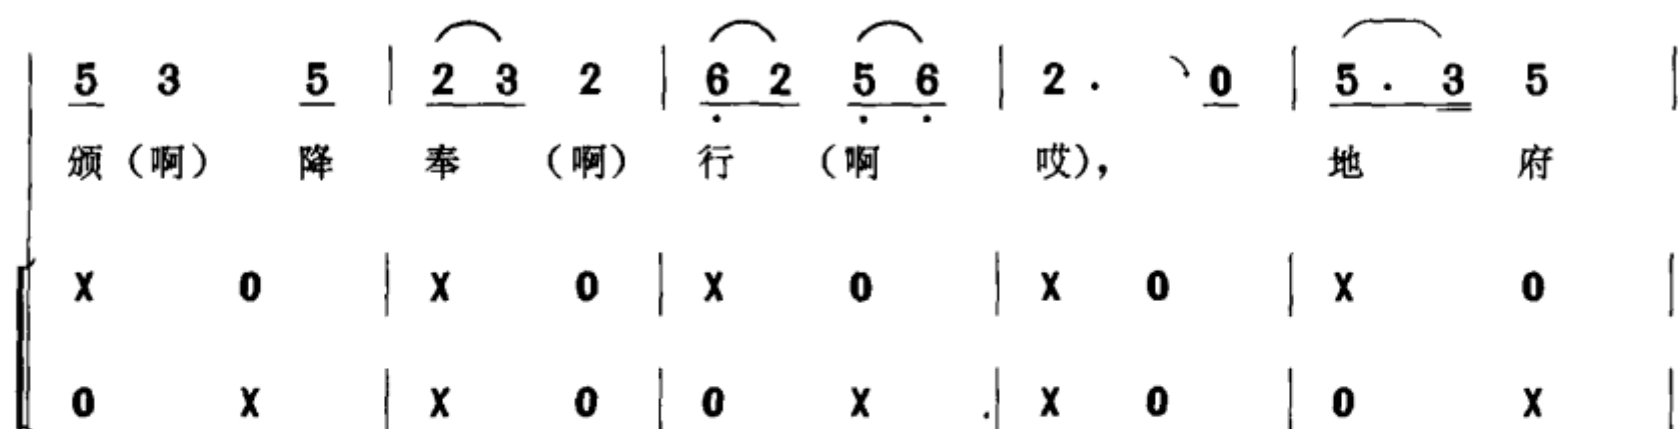 5 3 5 | 2 3 2 | 6 2 5 6 | 2 . 0 | 5 . 3 5 |
颁（啊） 降 奉 （啊） 行 （啊 哎）， 地 府
X 0 | X 0 | X 0 | X 0 | X 0 |
0 X | X 0 | 0 X | X 0 | 0 X |